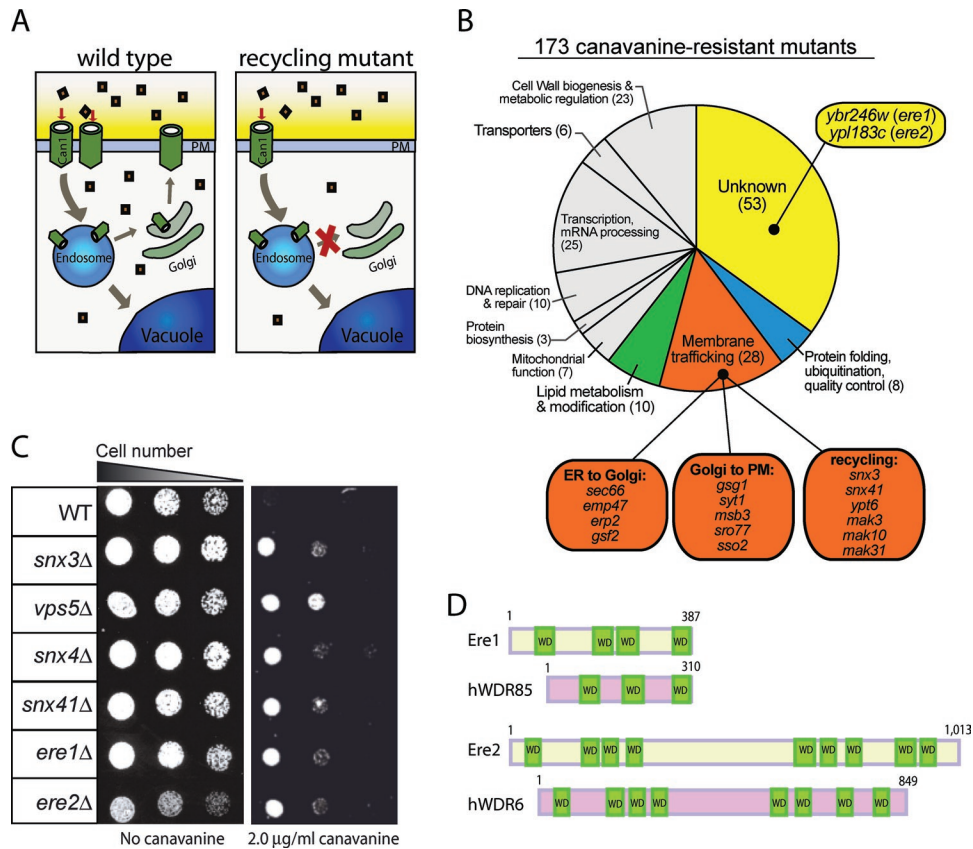 A
wild type
recycling mutant
Can1
PM
Endosome
Golgi
Vacuole
Can1
PM
Endosome
Golgi
Vacuole
B
173 canavanine-resistant mutants
Cell Wall biogenesis &
metabolic regulation (23)
Transporters (6)
Transcription,
mRNA processing
(25)
DNA replication
& repair (10)
Protein
biosynthesis (3)
Mitochondrial
function (7)
Lipid metabolism
& modification (10)
Membrane
trafficking (28)
Protein folding,
ubiquitination,
quality control (8)
Unknown
(53)
ybr246w (ere1)
ypl183c (ere2)
ER to Golgi:
sec66
emp47
erp2
gsf2
Golgi to PM:
gsg1
syt1
msb3
sro77
sso2
recycling:
snx3
snx41
ypt6
mak3
mak10
mak31
C
Cell number
WT
snx3Δ
vps5Δ
snx4Δ
snx41Δ
ere1Δ
ere2Δ
No canavanine
2.0 µg/ml canavanine
D
1 387
Ere1 WD WD WD WD
1 310
hWDR85 WD WD WD
1 1,013
Ere2 WD WD WD WD WD WD WD WD WD
1 849
hWDR6 WD WD WD WD WD WD WD WD